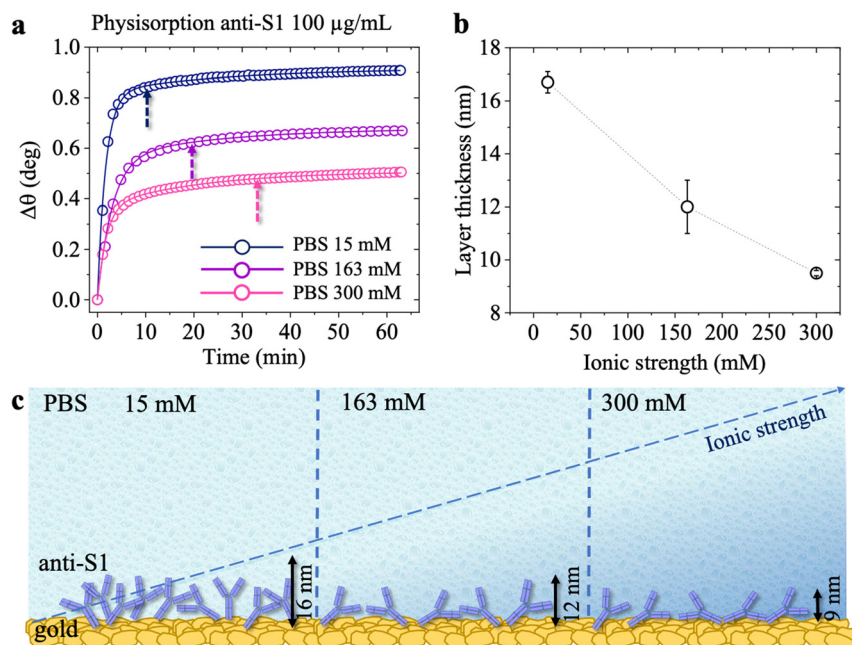 a
Physisorption anti-S1 100 µg/mL
1.0
0.8
0.6
0.4
0.2
0.0
Δθ (deg)
PBS 15 mM
PBS 163 mM
PBS 300 mM
0 10 20 30 40 50 60 70
Time (min)
b
18
16
14
12
10
8
Layer thickness (nm)
0 50 100 150 200 250 300
Ionic strength (mM)
c
PBS 15 mM 163 mM 300 mM
Ionic strength
anti-S1
16 nm
12 nm
9 nm
gold